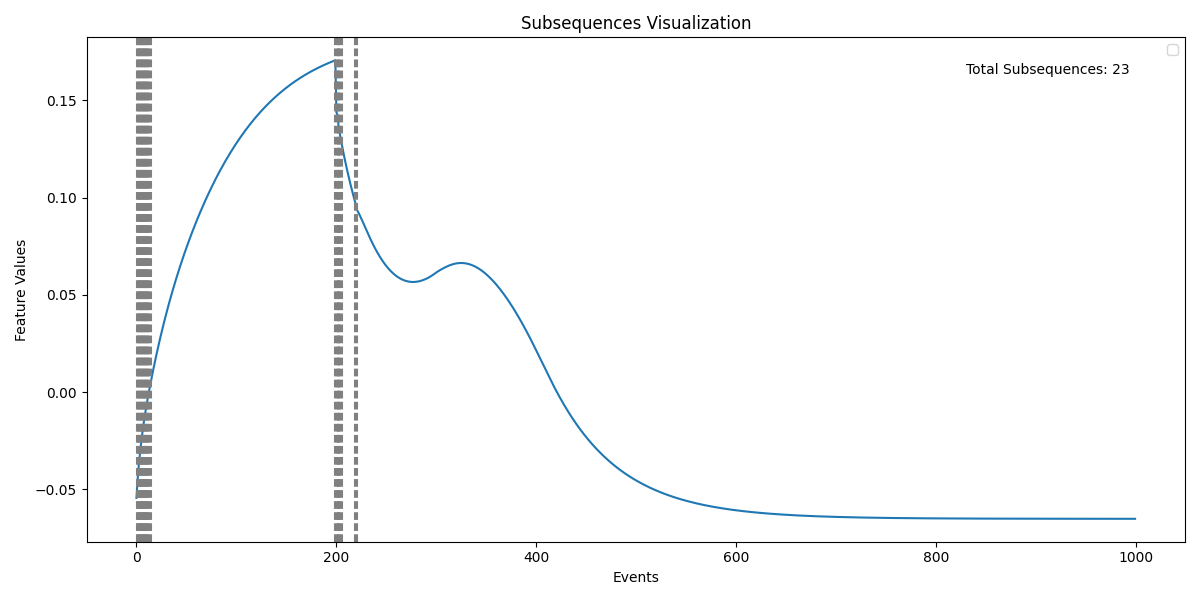 Subsequences Visualization
Total Subsequences: 23
Feature Values
0.15
0.10
0.05
0.00
−0.05
0
200
400
600
800
1000
Events